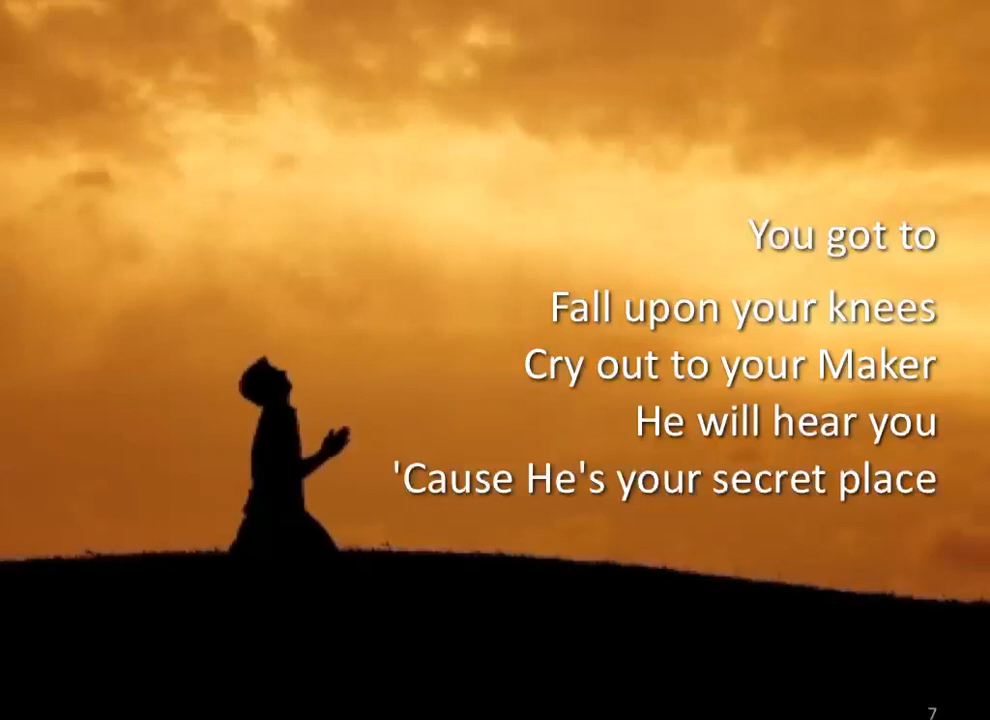 You got to
Fall upon your knees
Cry out to your Maker
He will hear you
'Cause He's your secret place
7